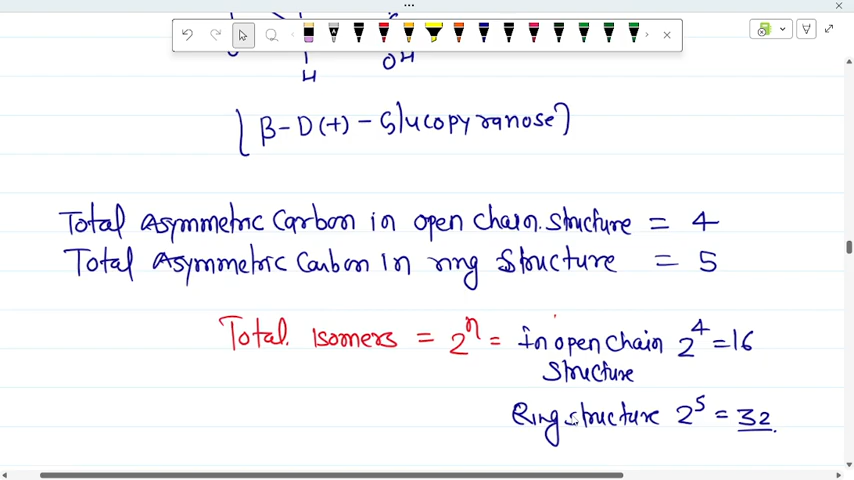 H
OH
[β-D(+)-Glucopyranose]
Total Asymmetric Carbon in open chain structure = 4
Total Asymmetric Carbon in ring structure = 5
Total Isomers = 2^n = In open chain 2^4 = 16
structure
Ring structure 2^5 = 32